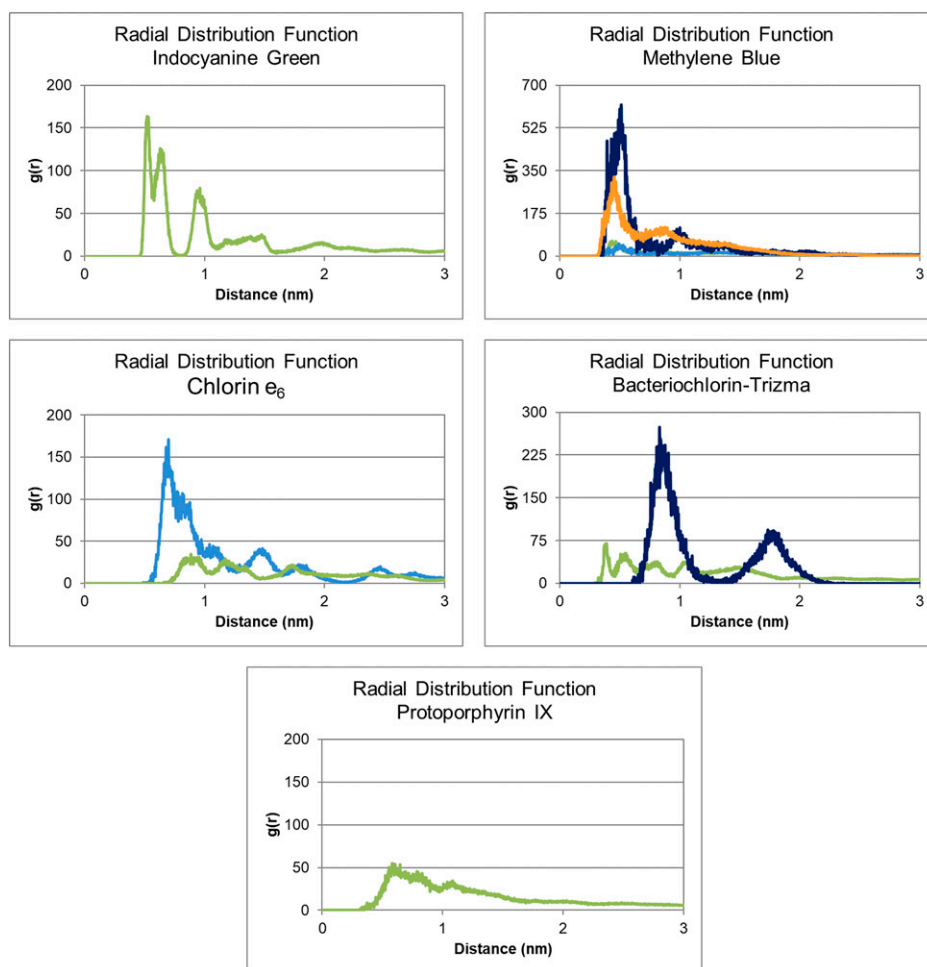 Radial Distribution Function
Indocyanine Green
200
150
100
50
0
g(r)
0 1 2 3
Distance (nm)
Radial Distribution Function
Methylene Blue
700
525
350
175
0
g(r)
0 1 2 3
Distance (nm)
Radial Distribution Function
Chlorin e6
200
150
100
50
0
g(r)
0 1 2 3
Distance (nm)
Radial Distribution Function
Bacteriochlorin-Trizma
300
225
150
75
0
g(r)
0 1 2 3
Distance (nm)
Radial Distribution Function
Protoporphyrin IX
200
150
100
50
0
g(r)
0 1 2 3
Distance (nm)